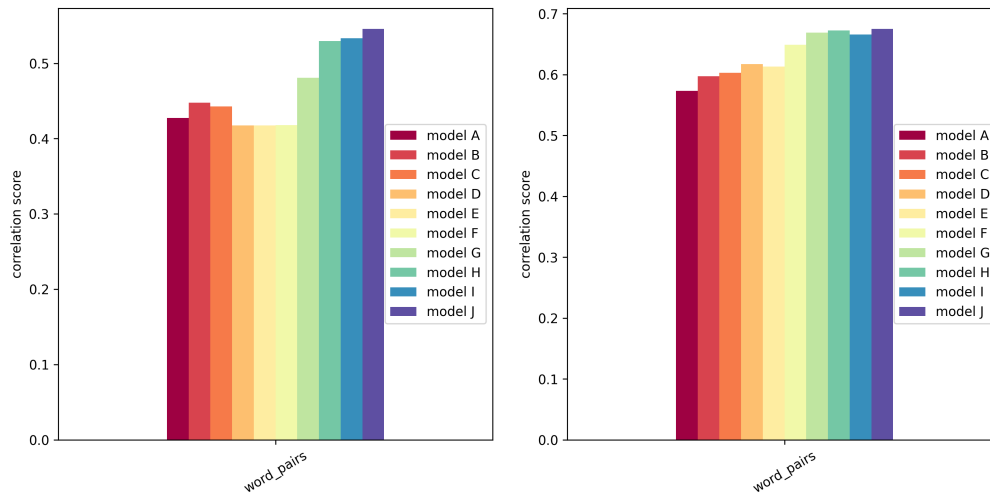 correlation score
0.5
0.4
0.3
0.2
0.1
0.0
model A
model B
model C
model D
model E
model F
model G
model H
model I
model J
word_pairs
correlation score
0.7
0.6
0.5
0.4
0.3
0.2
0.1
0.0
model A
model B
model C
model D
model E
model F
model G
model H
model I
model J
word_pairs